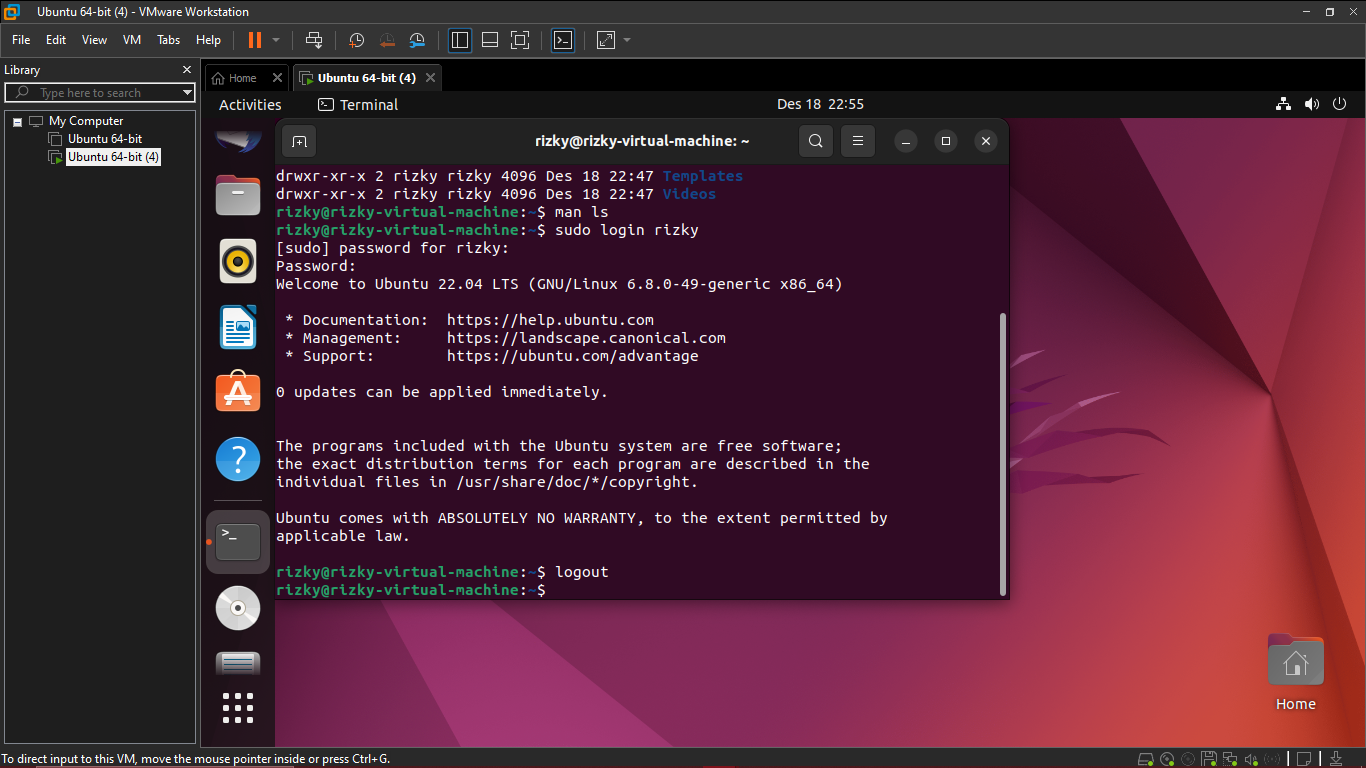 Ubuntu 64-bit (4) - VMware Workstation
File Edit View VM Tabs Help
Library
Type here to search
My Computer
Ubuntu 64-bit
Ubuntu 64-bit (4)
Home
Ubuntu 64-bit (4)
Activities
Terminal
Des 18 22:55
rizky@rizky-virtual-machine: ~
drwxr-xr-x 2 rizky rizky 4096 Des 18 22:47 Templates
drwxr-xr-x 2 rizky rizky 4096 Des 18 22:47 Videos
rizky@rizky-virtual-machine:~$ man ls
rizky@rizky-virtual-machine:~$ sudo login rizky
[sudo] password for rizky:
Password:
Welcome to Ubuntu 22.04 LTS (GNU/Linux 6.8.0-49-generic x86_64)
* Documentation:  https://help.ubuntu.com
* Management:     https://landscape.canonical.com
* Support:        https://ubuntu.com/advantage
0 updates can be applied immediately.
The programs included with the Ubuntu system are free software;
the exact distribution terms for each program are described in the
individual files in /usr/share/doc/*/copyright.
Ubuntu comes with ABSOLUTELY NO WARRANTY, to the extent permitted by
applicable law.
rizky@rizky-virtual-machine:~$ logout
rizky@rizky-virtual-machine:~$
Home
To direct input to this VM, move the mouse pointer inside or press Ctrl+G.